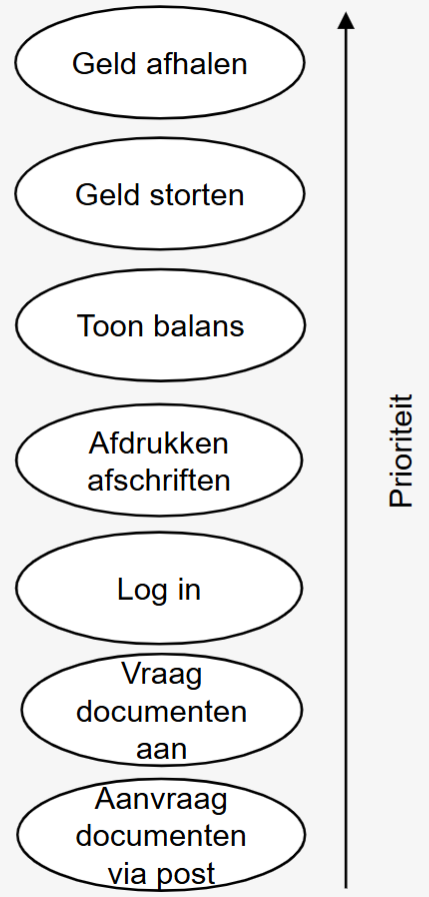 Geld afhalen
Geld storten
Toon balans
Afdrukken
afschriften
Log in
Vraag
documenten
aan
Aanvraag
documenten
via post
Prioriteit